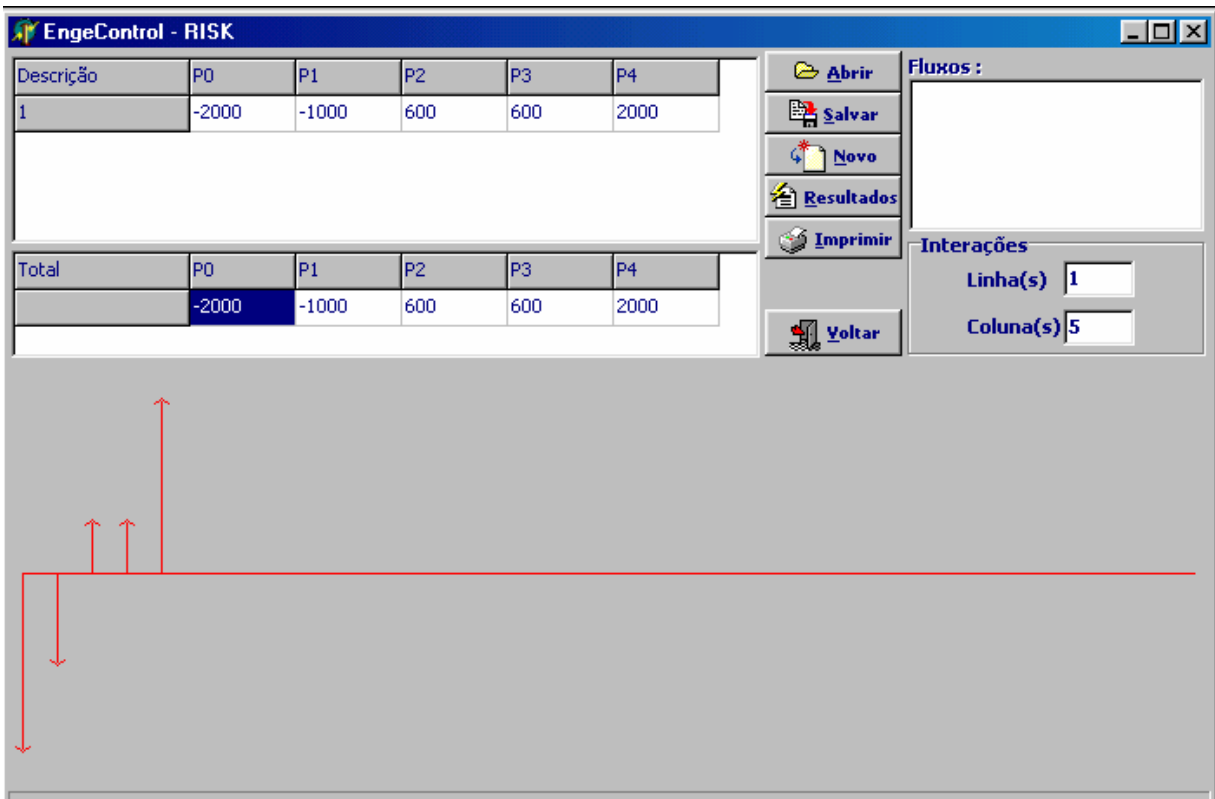 EngeControl - RISK
Descrição P0 P1 P2 P3 P4
1 -2000 -1000 600 600 2000
Total P0 P1 P2 P3 P4
-2000 -1000 600 600 2000
Abrir
Salvar
Novo
Resultados
Imprimir
Voltar
Fluxos :
Interações
Linha(s) 1
Coluna(s) 5